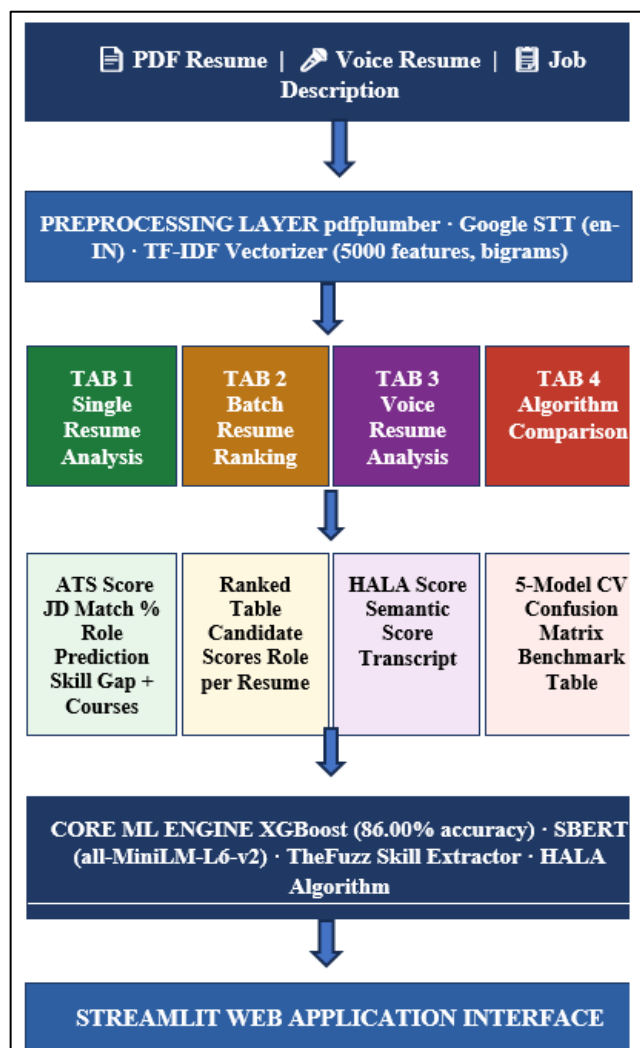 PDF Resume | Voice Resume | Job
Description
PREPROCESSING LAYER pdfplumber · Google STT (en-
IN) · TF-IDF Vectorizer (5000 features, bigrams)
TAB 1
Single
Resume
Analysis
TAB 2
Batch
Resume
Ranking
TAB 3
Voice
Resume
Analysis
TAB 4
Algorithm
Comparison
ATS Score
JD Match %
Role
Prediction
Skill Gap +
Courses
Ranked
Table
Candidate
Scores Role
per Resume
HALA Score
Semantic
Score
Transcript
5-Model CV
Confusion
Matrix
Benchmark
Table
CORE ML ENGINE XGBoost (86.00% accuracy) · SBERT
(all-MiniLM-L6-v2) · TheFuzz Skill Extractor · HALA
Algorithm
STREAMLIT WEB APPLICATION INTERFACE